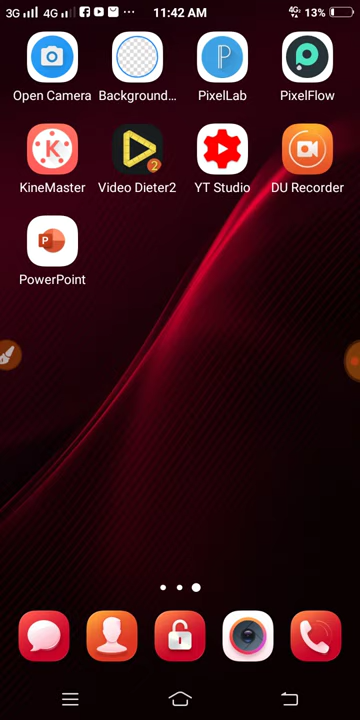 3G 4G 11:42 AM 4G 13%
Open Camera Background... PixelLab PixelFlow
KineMaster Video Dieter2 YT Studio DU Recorder
PowerPoint